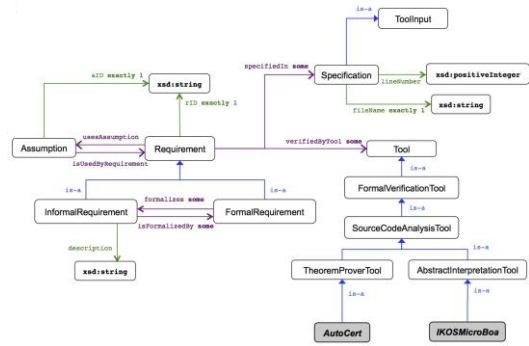 is-a
ToolInput
aID exactly 1
xsd:string
specifiedIn some
Specification
lineNumber
xsd:positiveInteger
rID exactly 1
fileName exactly 1
xsd:string
usesAssumption
Assumption
Requirement
verifiedByTool some
Tool
isUsedByRequirement
is-a
is-a
is-a
FormalVerificationTool
formalizes some
InformalRequirement
FormalRequirement
is-a
isFormalizedBy some
SourceCodeAnalysisTool
description
is-a
xsd:string
TheoremProverTool
AbstractInterpretationTool
is-a
is-a
AutoCert
IKOSMicroBoa